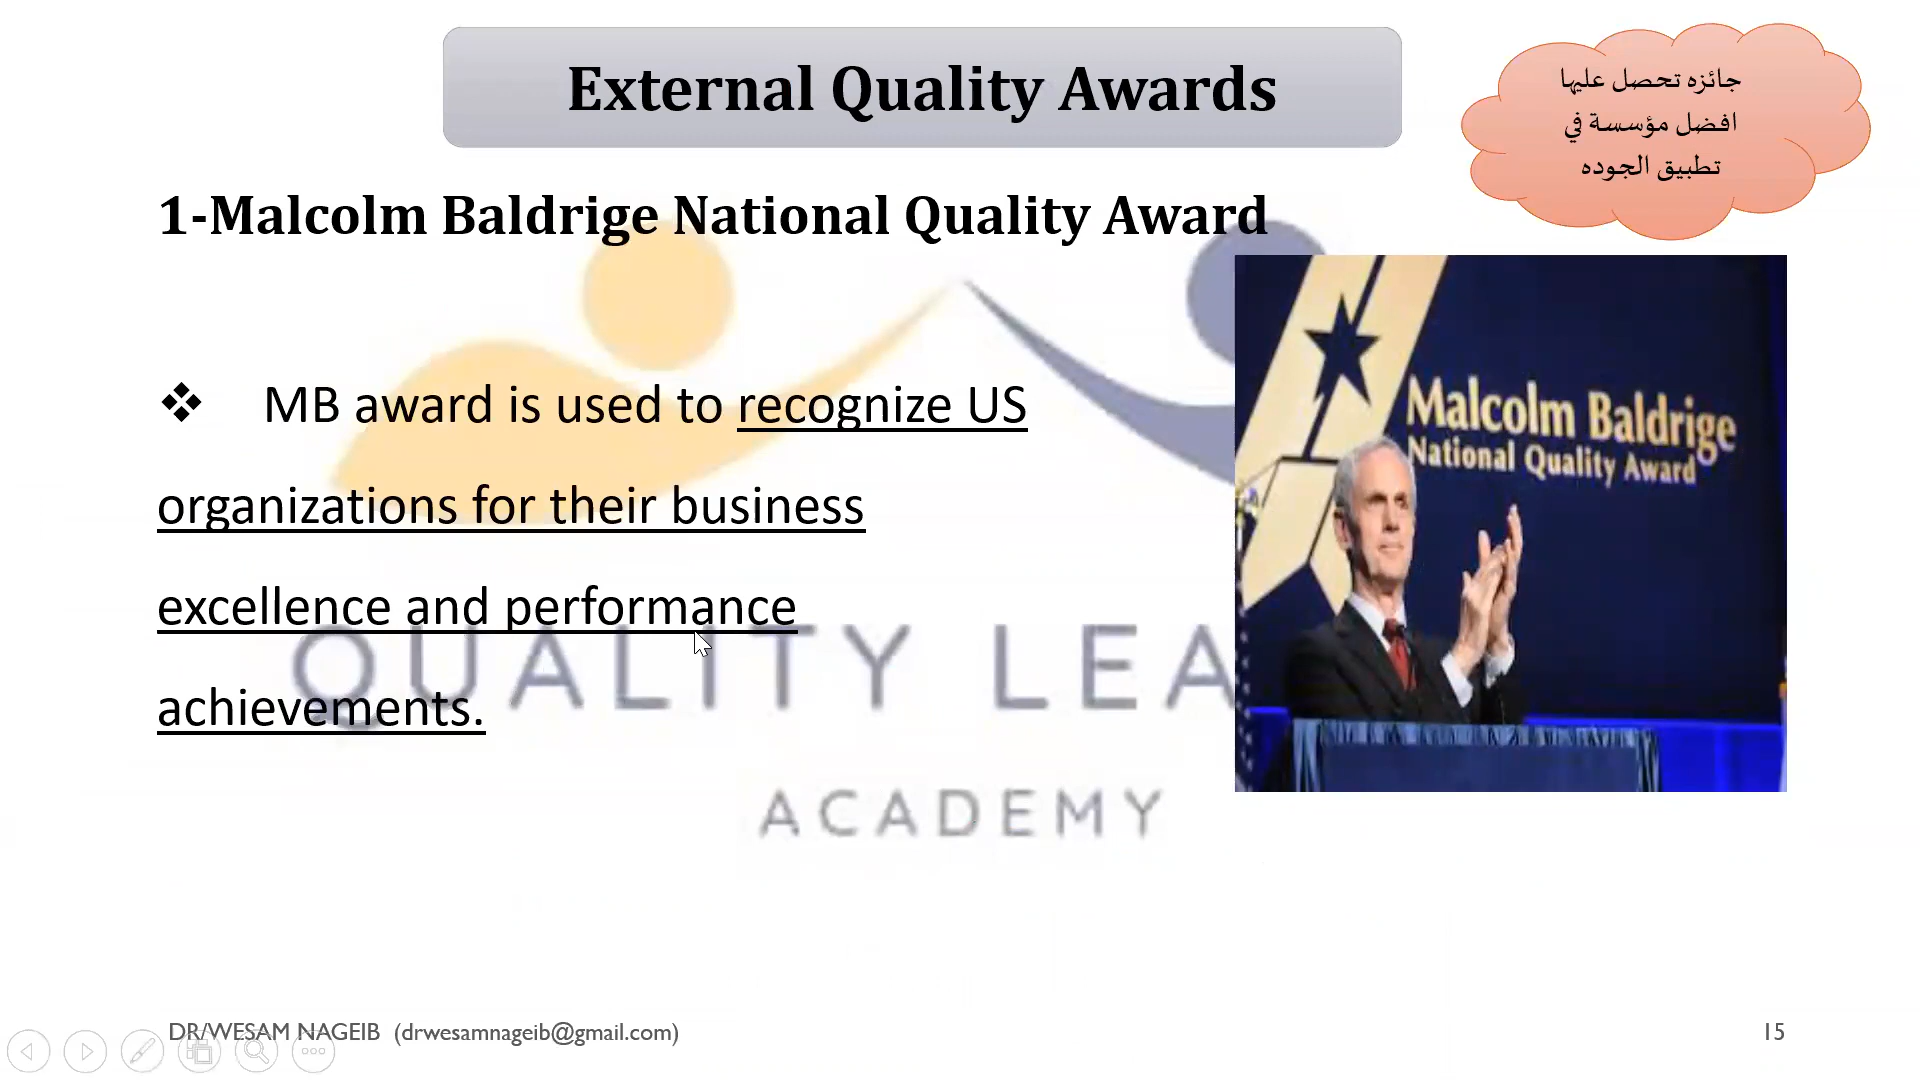 External Quality Awards
جائزه تحصل عليها
افضل مؤسسة في
تطبيق الجوده
1-Malcolm Baldrige National Quality Award
❖ MB award is used to recognize US
organizations for their business
excellence and performance
achievements.
Malcolm Baldrige
National Quality Award
QUALITY LEA
ACADEMY
DR/WESAM NAGEIB (drwesamnageib@gmail.com)
15